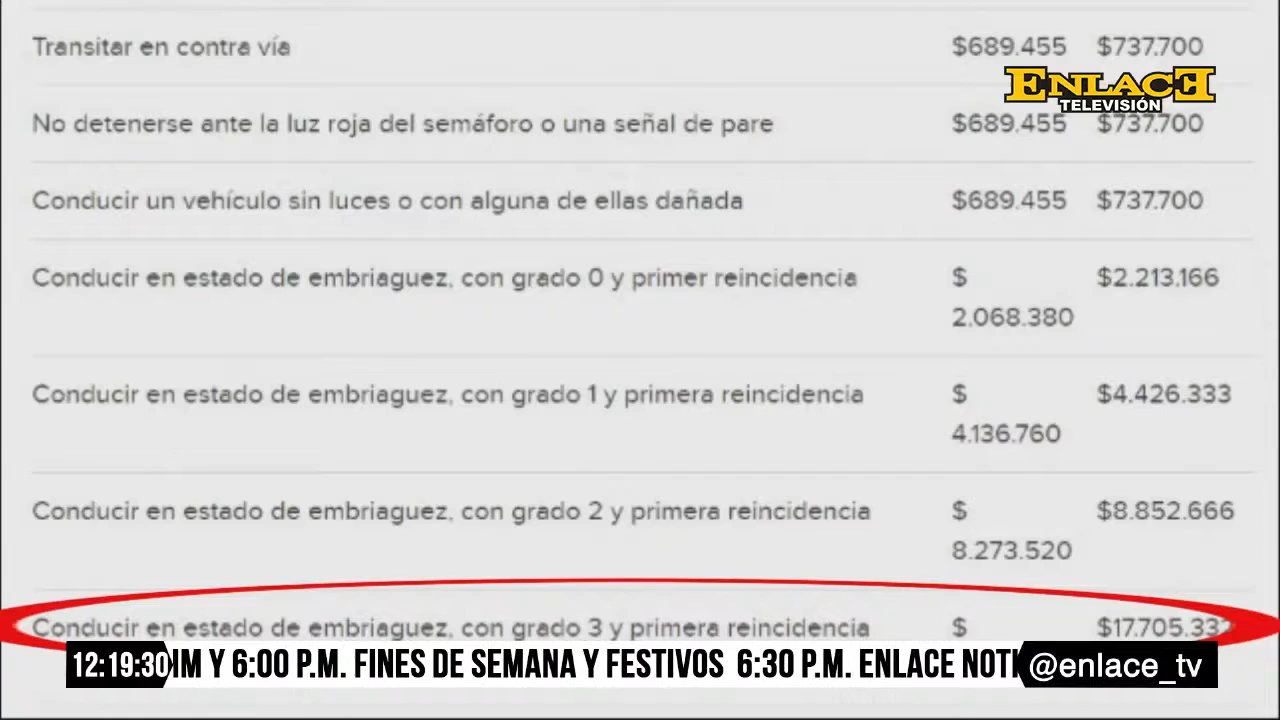 Transitar en contra vía $689.455 $737.700
ENLACE
TELEVISIÓN
No detenerse ante la luz roja del semáforo o una señal de pare $689.455 $737.700
Conducir un vehículo sin luces o con alguna de ellas dañada $689.455 $737.700
Conducir en estado de embriaguez, con grado 0 y primer reincidencia $ $2.213.166
2.068.380
Conducir en estado de embriaguez, con grado 1 y primera reincidencia $ $4.426.333
4.136.760
Conducir en estado de embriaguez, con grado 2 y primera reincidencia $ $8.852.666
8.273.520
Conducir en estado de embriaguez, con grado 3 y primera reincidencia $
12:19:30 Y 6:00 P.M. FINES DE SEMANA Y FESTIVOS 6:30 P.M. ENLACE NOTI @enlace_tv